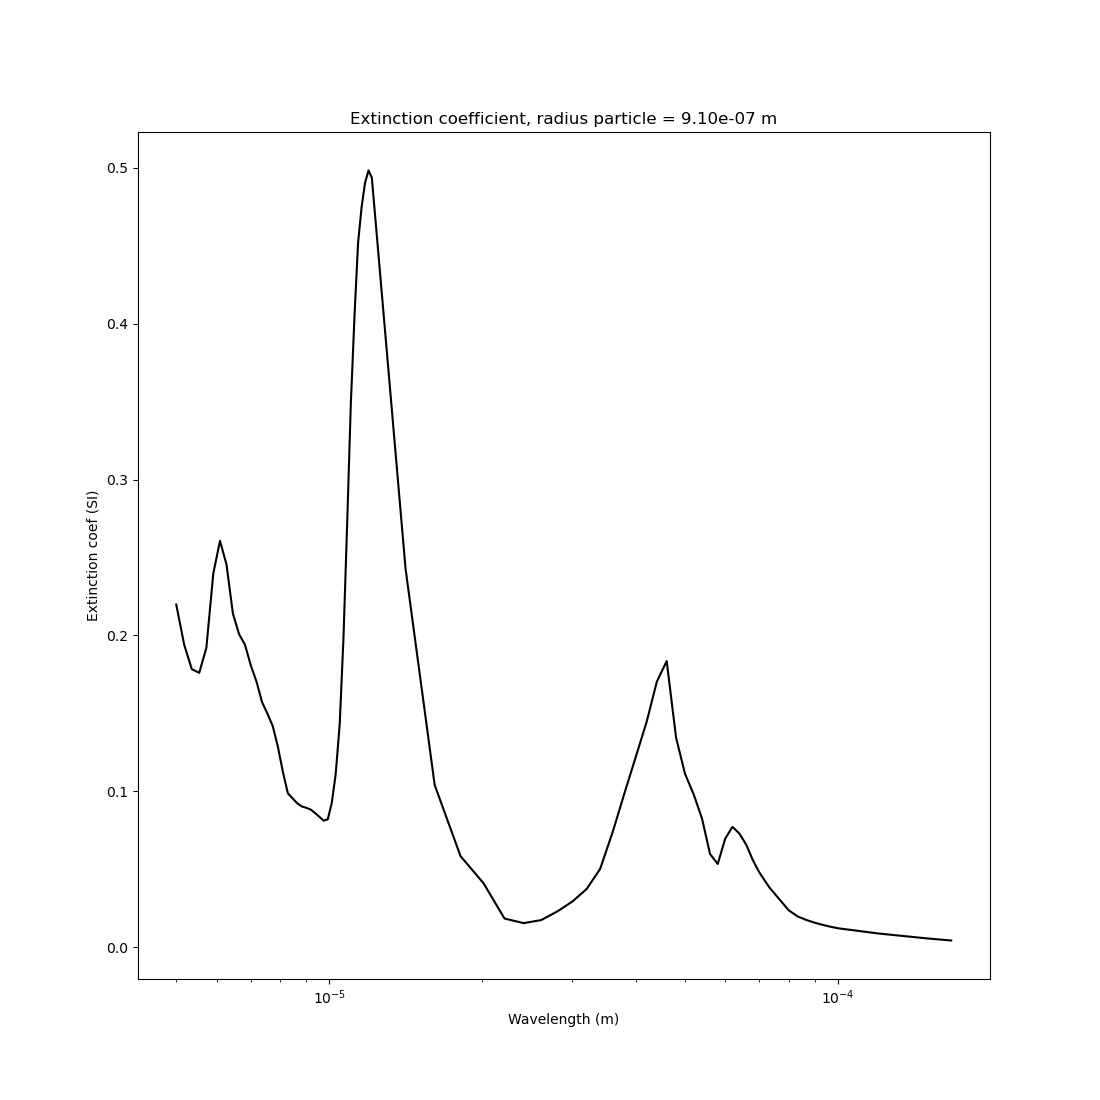 Extinction coefficient, radius particle = 9.10e-07 m
0.5
0.4
0.3
0.2
0.1
0.0
Extinction coef (SI)
10⁻⁵
10⁻⁴
Wavelength (m)